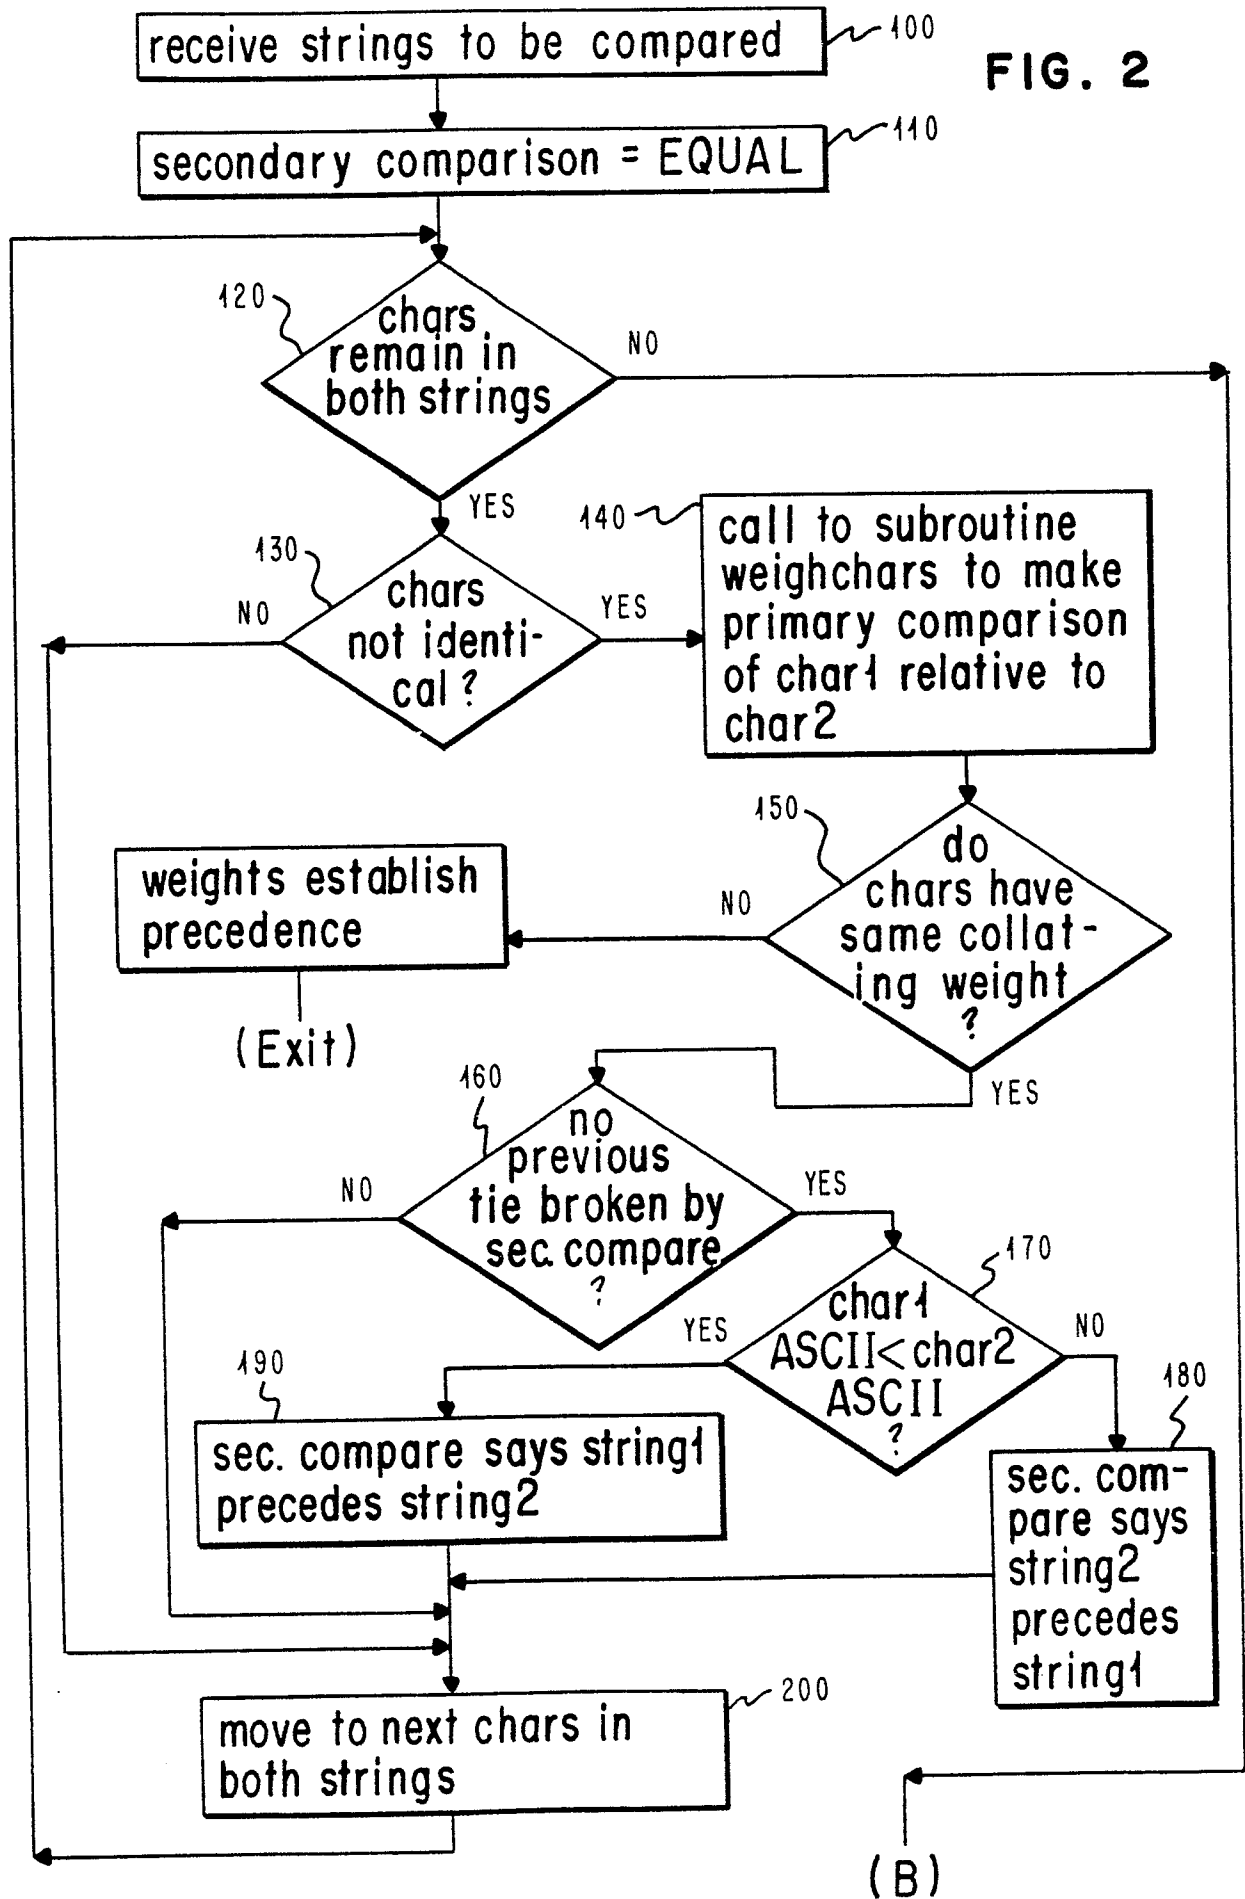 receive strings to be compared
100
FIG. 2
secondary comparison = EQUAL
110
120
chars
remain in
both strings
NO
YES
130
chars
not identi-
cal ?
NO
YES
140
call to subroutine
weighchars to make
primary comparison
of char1 relative to
char2
150
do
chars have
same collat-
ing weight
?
NO
YES
weights establish
precedence
(Exit)
160
no
previous
tie broken by
sec. compare
?
NO
YES
170
char1
ASCII<char2
ASCII
?
YES
NO
180
190
sec. compare says string1
precedes string2
sec. com-
pare says
string2
precedes
string1
200
move to next chars in
both strings
(B)